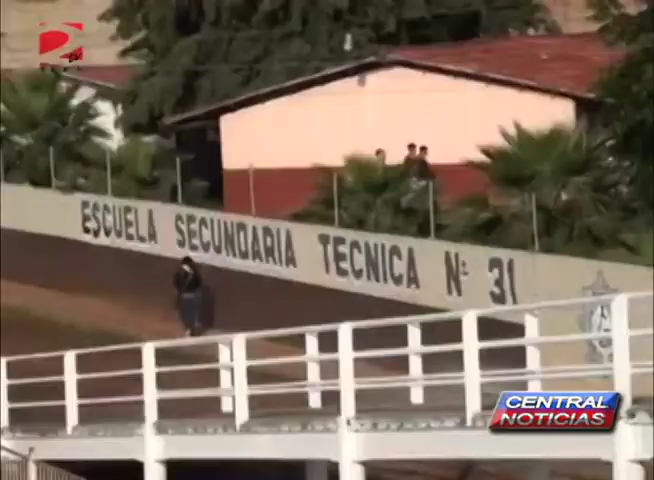 ESCUELA SECUNDARIA TECNICA Nº 31
CENTRAL
NOTICIAS